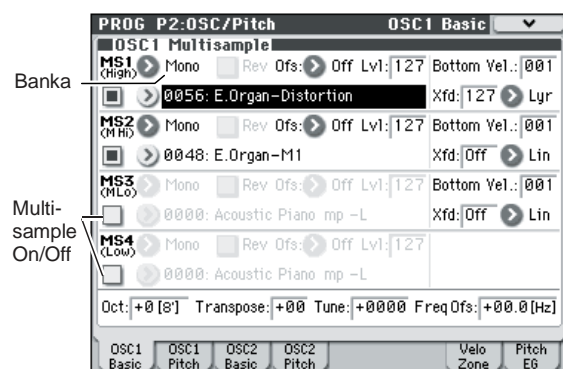 PROG P2:OSC/Pitch OSC1 Basic
OSC1 Multisample
MS1 Mono Rev Ofs: Off Lvl: 127 Bottom Vel.: 001
(High)
Banka
0056: E.Organ-Distortion Xfd: 127 Lyr
MS2 Mono Rev Ofs: Off Lvl: 127 Bottom Vel.: 001
(M Hi)
0048: E.Organ-M1 Xfd: Off Lin
MS3 Mono Rev Ofs: Off Lvl: 127 Bottom Vel.: 001
(MLo)
Multi-
sample
On/Off
0000: Acoustic Piano mp -L Xfd: Off Lin
MS4 Mono Rev Ofs: Off Lvl: 127
(Low)
0000: Acoustic Piano mp -L
Oct: +0 [8'] Transpose: +00 Tune: +0000 Freq Ofs: +00.0 [Hz]
OSC1 Basic OSC1 Pitch OSC2 Basic OSC2 Pitch Velo Zone Pitch EG